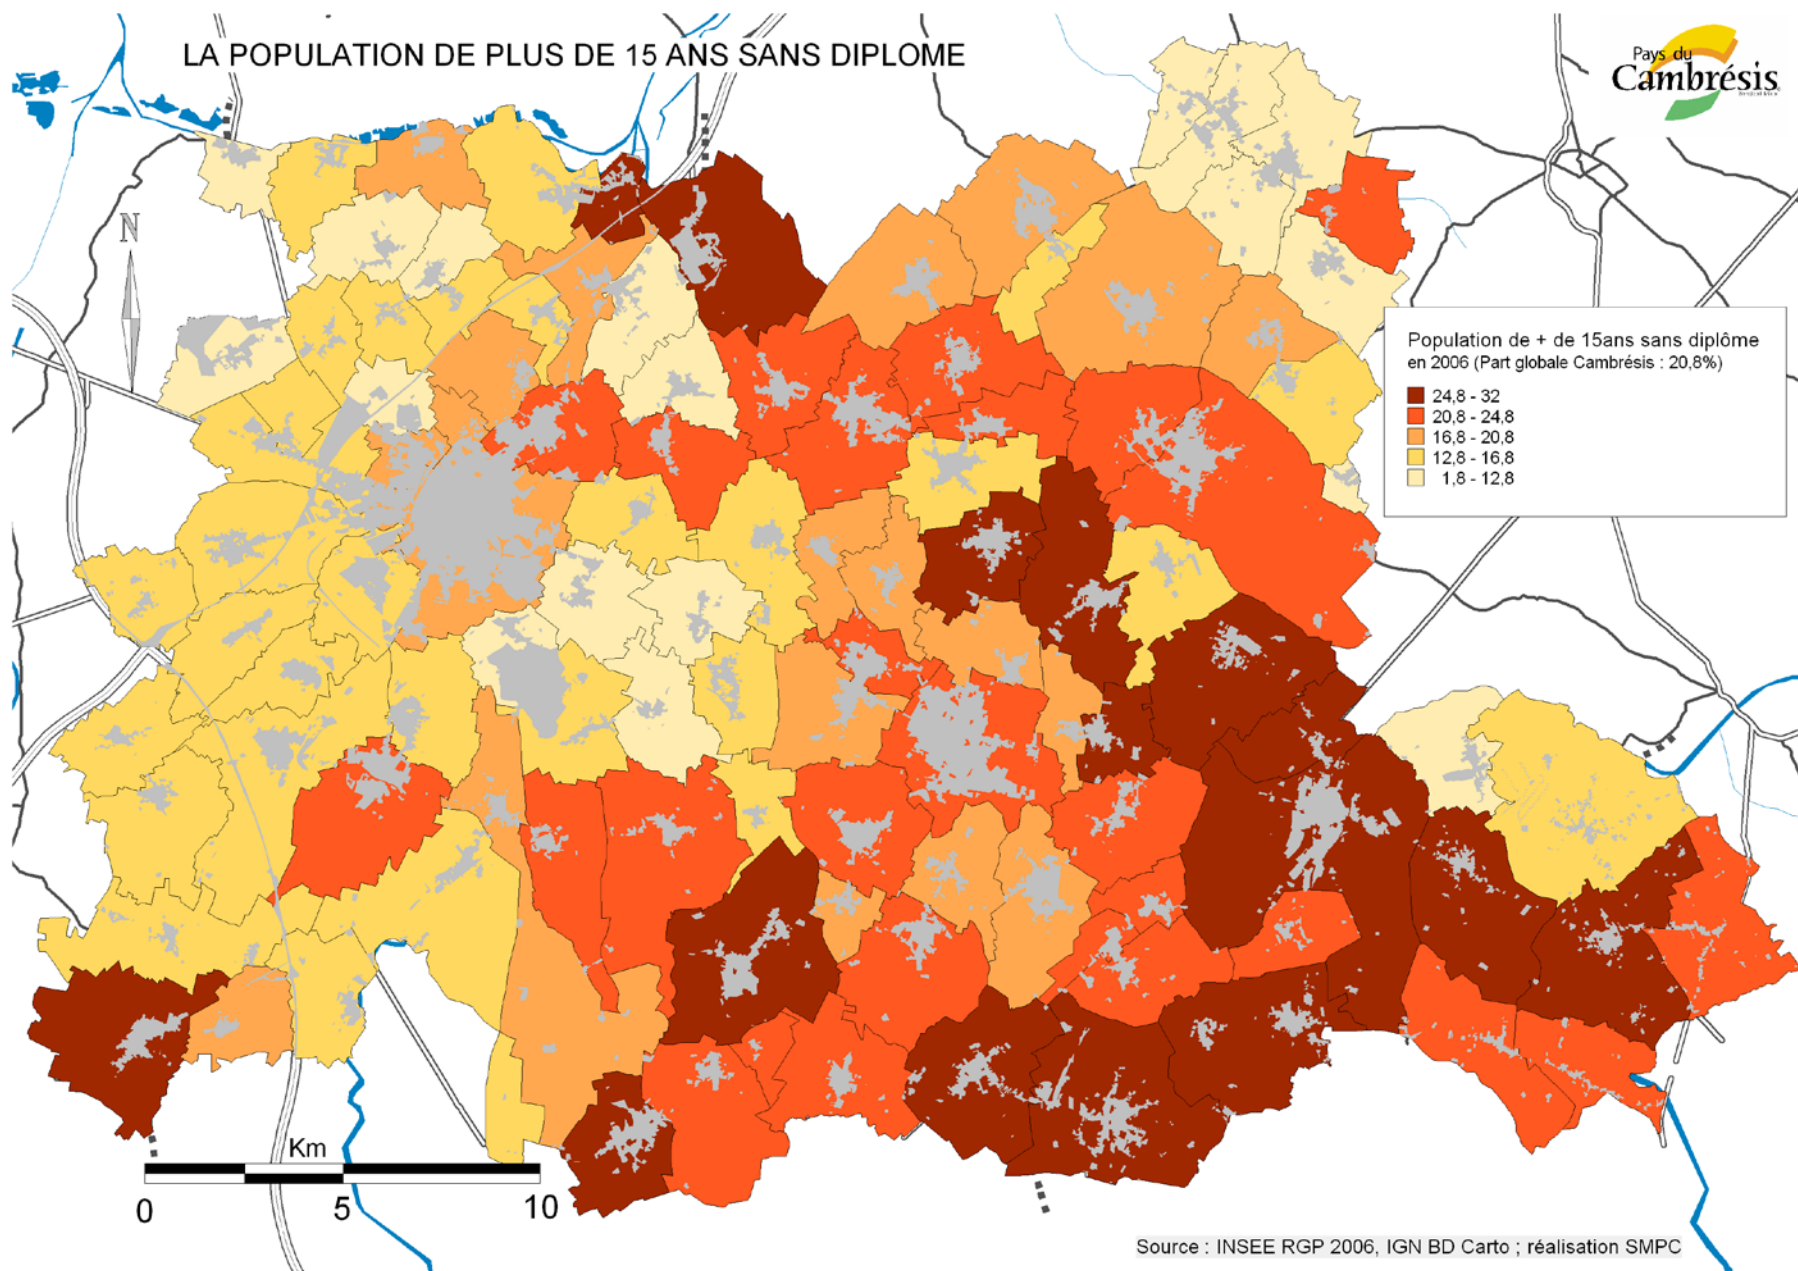 LA POPULATION DE PLUS DE 15 ANS SANS DIPLOME
Pays du
Cambrésis
N
Population de + de 15ans sans diplôme
en 2006 (Part globale Cambrésis : 20,8%)
24,8 - 32
20,8 - 24,8
16,8 - 20,8
12,8 - 16,8
1,8 - 12,8
Km
0 5 10
Source : INSEE RGP 2006, IGN BD Carto ; réalisation SMPC